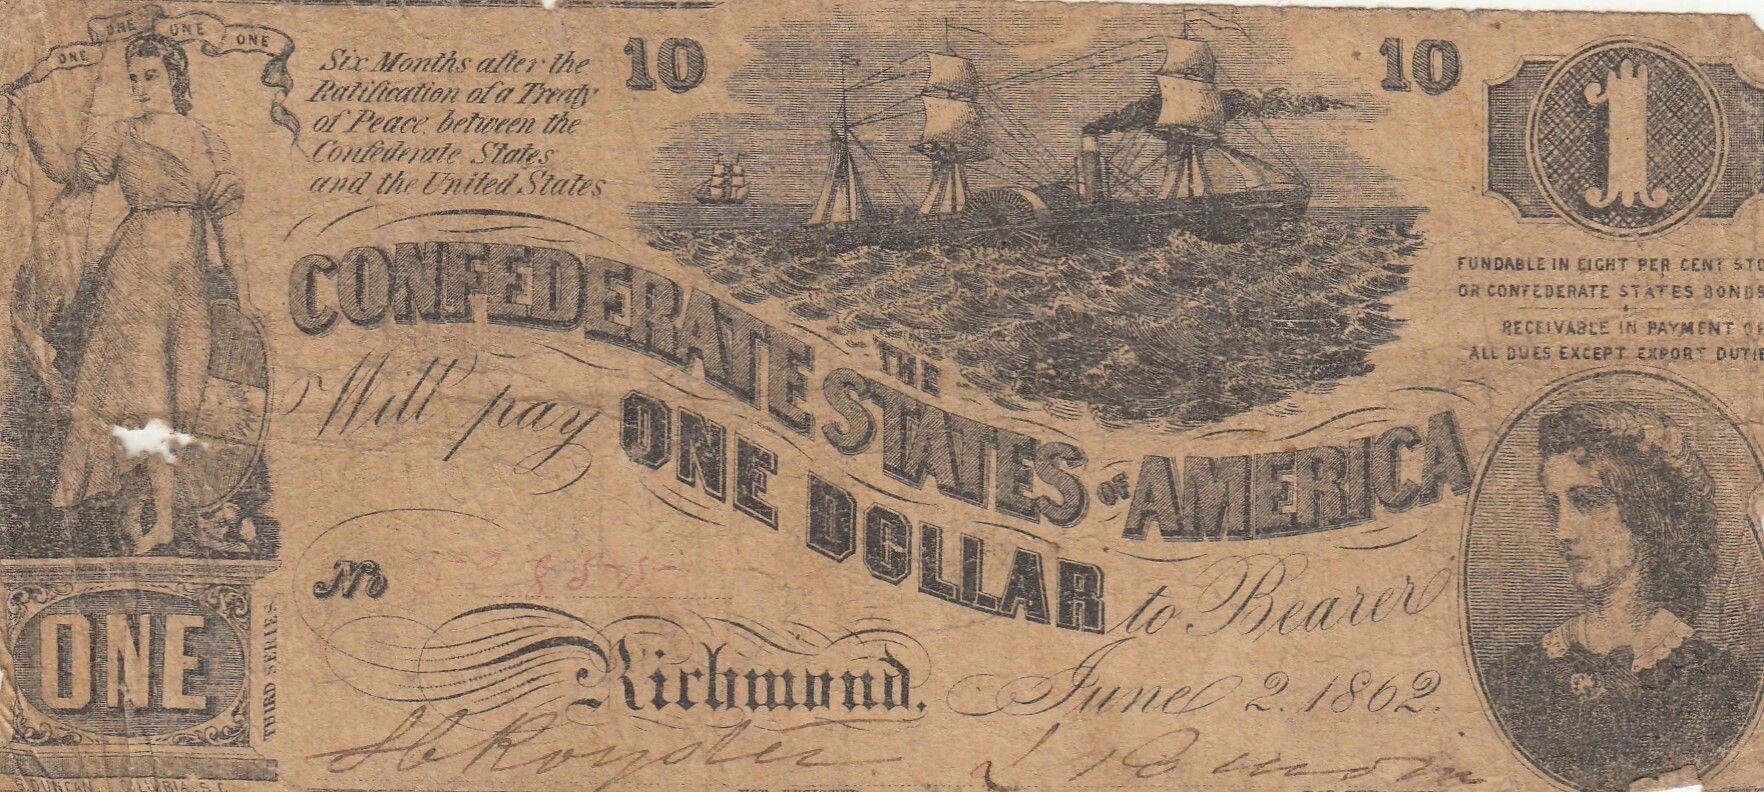 ONE ONE ONE ONE
Six Months after the
Ratification of a Treaty
of Peace between the
Confederate States
and the United States
10
10
1
FUNDABLE IN EIGHT PER CENT STO
OR CONFEDERATE STATES BONDS
RECEIVABLE IN PAYMENT OF
ALL DUES EXCEPT EXPORT DUTIE
THE
CONFEDERATE STATES OF AMERICA
Will pay ONE DOLLAR to Bearer
No 855
Richmond. June 2. 1862.
ONE
THIRD SERIES.
DUNCAN S.C.